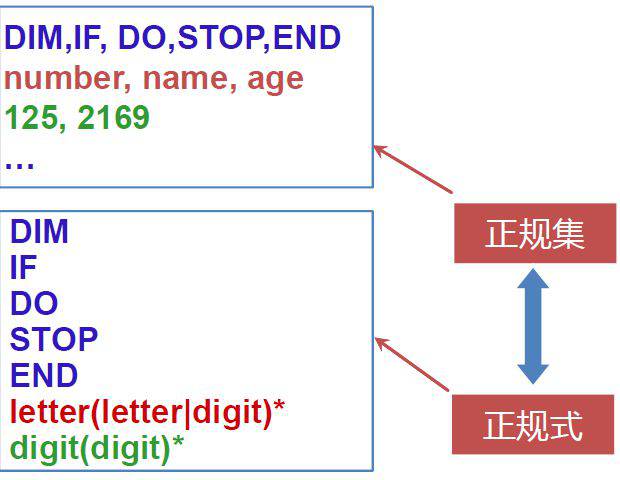 DIM,IF, DO,STOP,END
number, name, age
125, 2169
…
正规集
DIM
IF
DO
STOP
END
letter(letter|digit)*
digit(digit)*
正规式